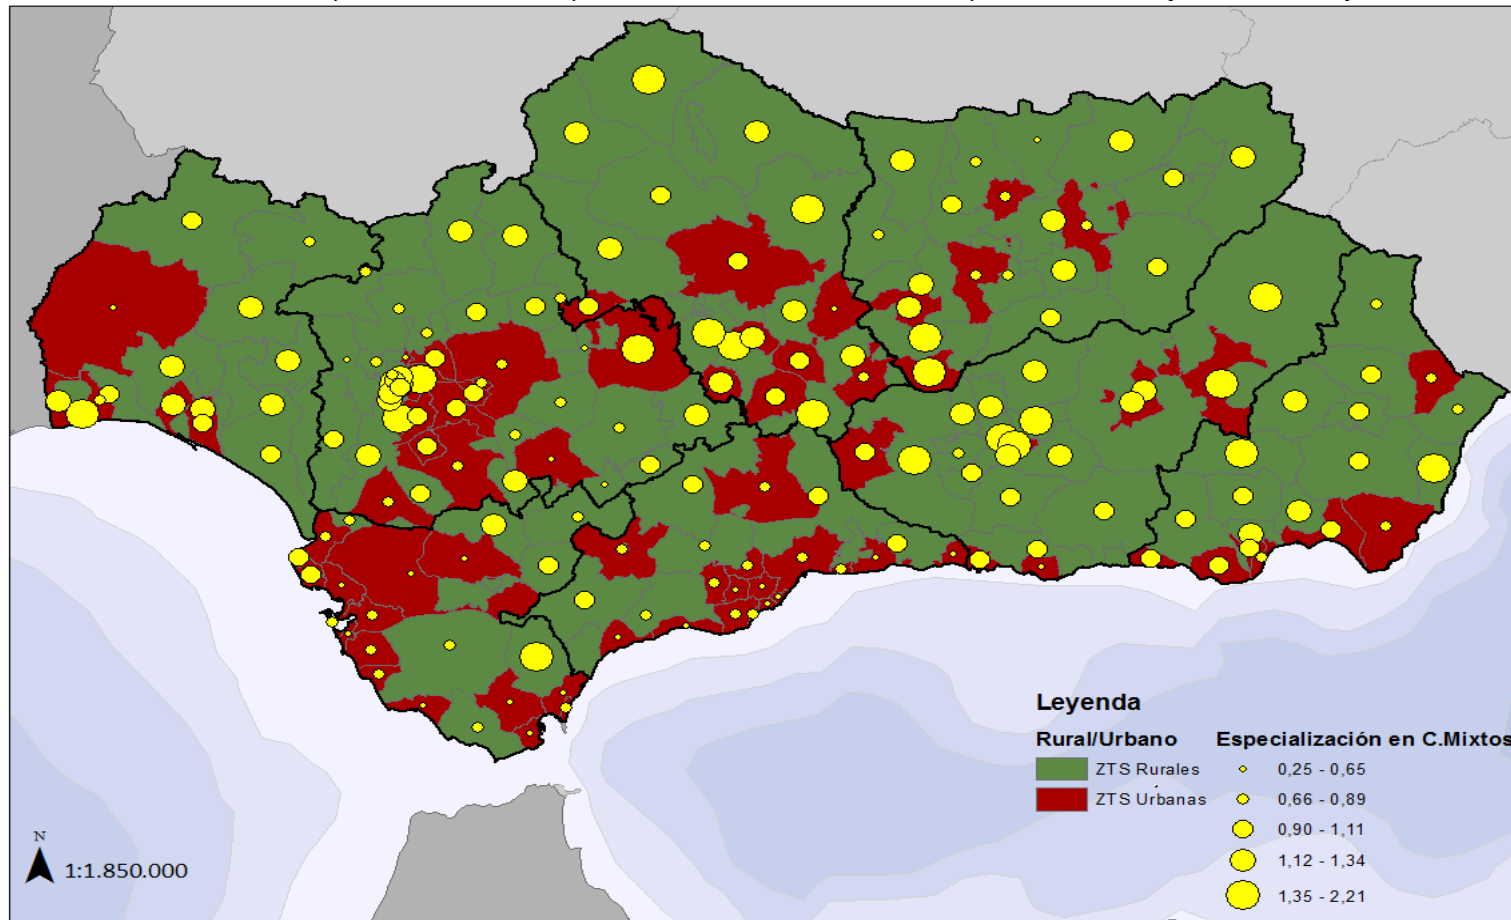 Leyenda
Rural/Urbano
ZTS Rurales
ZTS Urbanas
Especialización en C.Mixtos
0,25 - 0,65
0,66 - 0,89
0,90 - 1,11
1,12 - 1,34
1,35 - 2,21
N
1:1.850.000